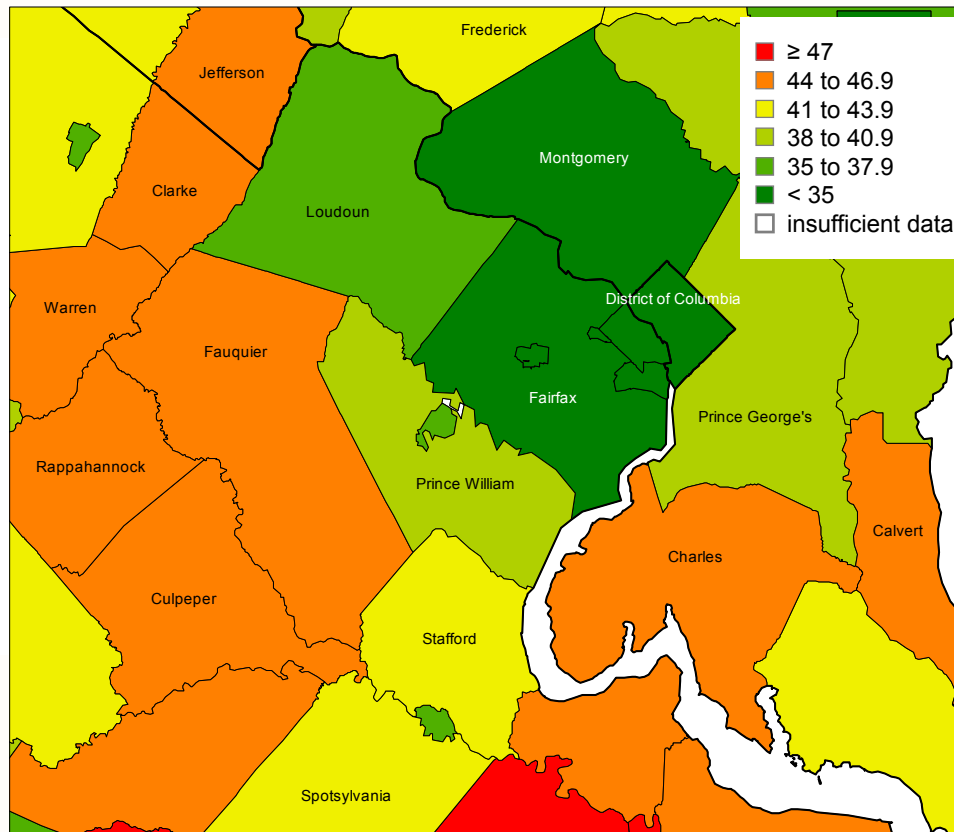 Frederick
≥ 47
44 to 46.9
41 to 43.9
38 to 40.9
35 to 37.9
< 35
insufficient data
Jefferson
Montgomery
Clarke
Loudoun
District of Columbia
Warren
Fauquier
Fairfax
Prince George's
Rappahannock
Prince William
Calvert
Charles
Culpeper
Stafford
Spotsylvania